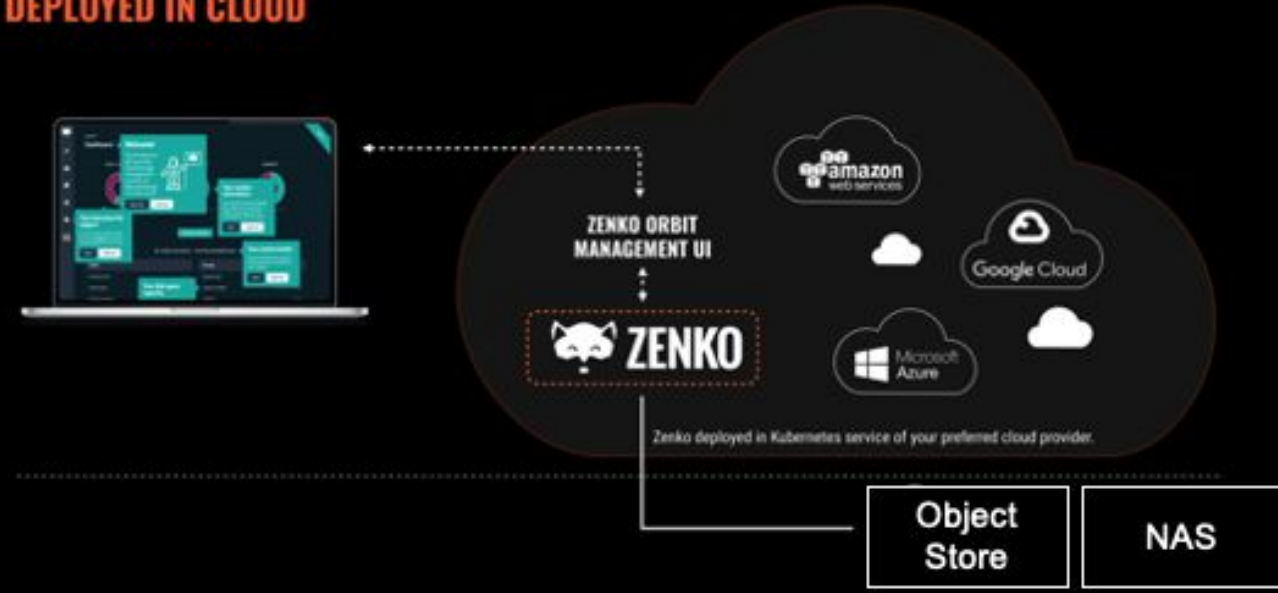 DEPLOYED IN CLOUD
Welcome!
amazon
web services
ZENKO ORBIT
MANAGEMENT UI
Google Cloud
ZENKO
Microsoft
Azure
Zenko deployed in Kubernetes service of your preferred cloud provider.
Object
Store
NAS